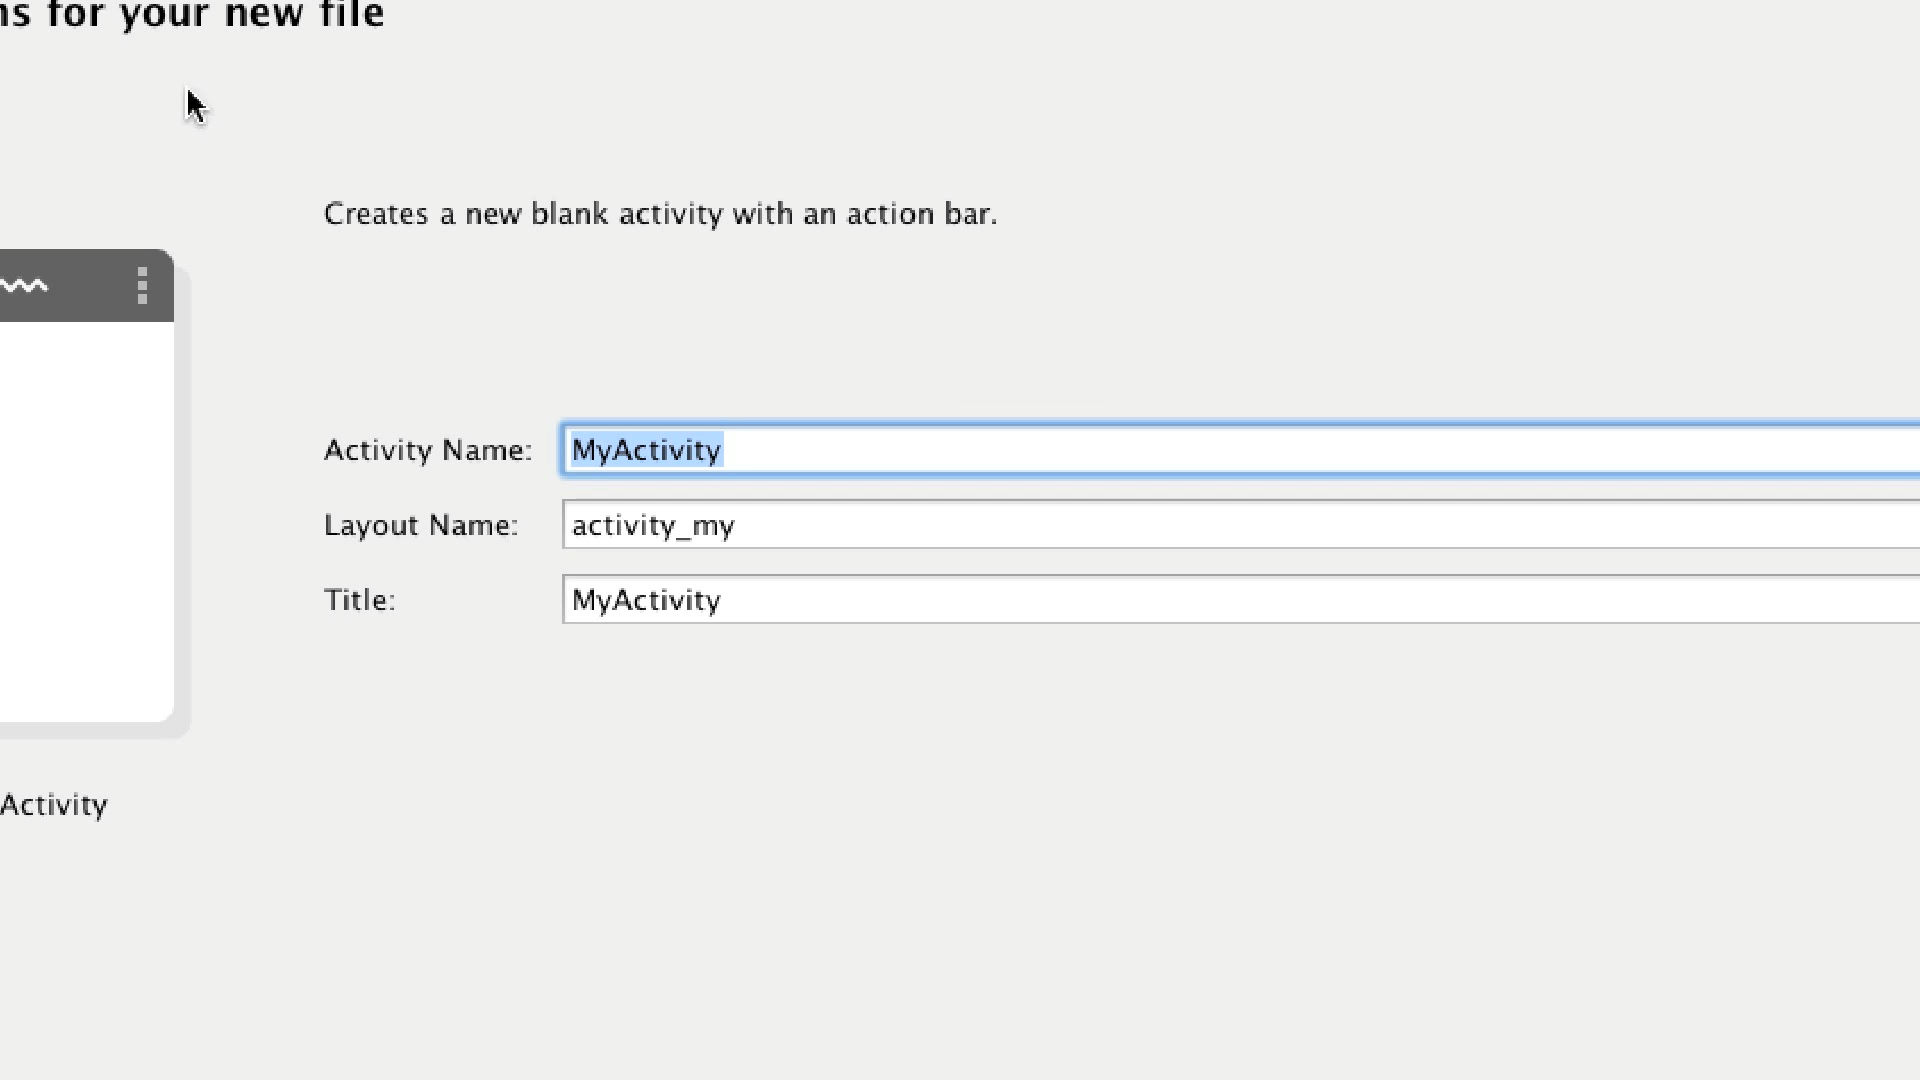 for your new file
Creates a new blank activity with an action bar.
Activity Name: MyActivity
Layout Name: activity_my
Title: MyActivity
Activity